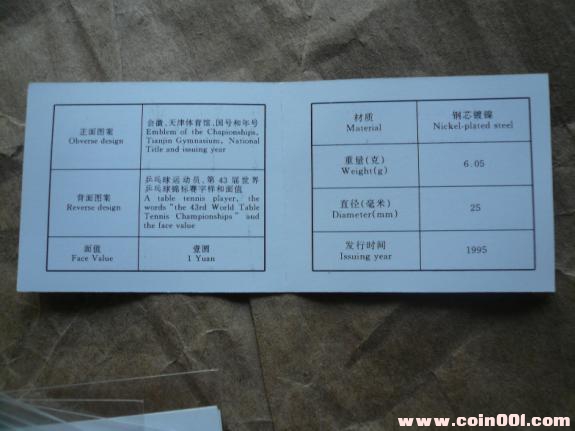 正面图案
Obverse design
会徽、天津体育馆、国号和年号
Emblem of the Chapionships,
Tianjin Gymnasium, National
Title and issuing year
背面图案
Reverse design
乒乓球运动员、第 43 届世界
乒乓球锦标赛字样和面值
A table tennis player, the
words "the 43rd World Table
Tennis Championships" and
the face value
面值
Face Value
壹圆
1 Yuan
材质
Material
钢芯镀镍
Nickel-plated steel
重量(克)
Weight(g)
6.05
直径(毫米)
Diameter(mm)
25
发行时间
Issuing year
1995
www.coin001.com